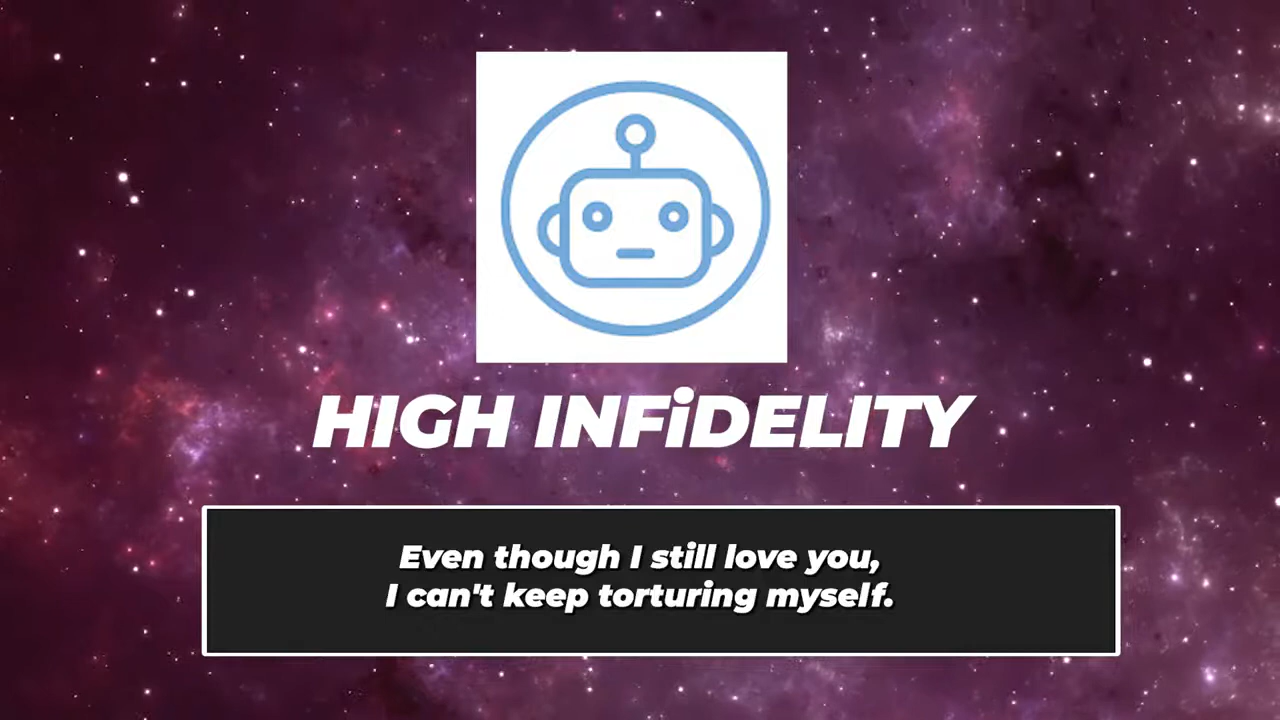 HIGH INFiDELITY
Even though I still love you,
I can't keep torturing myself.